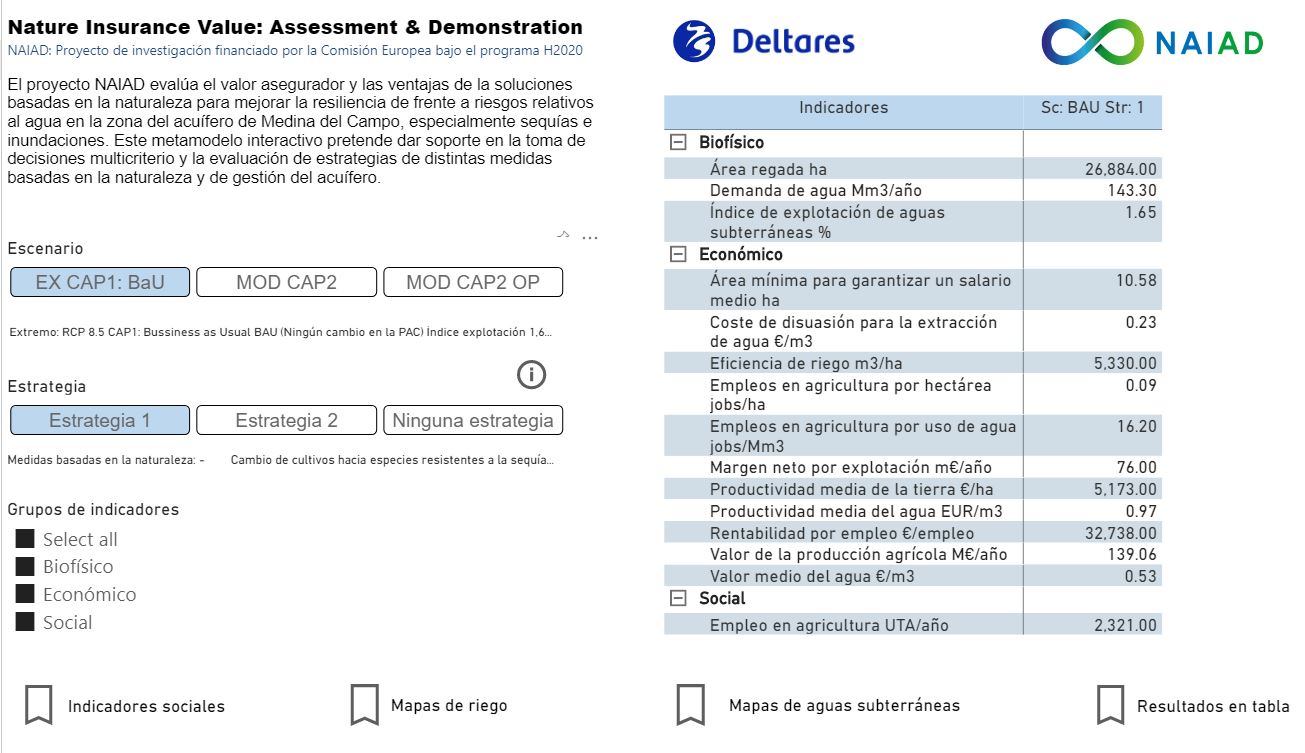 Nature Insurance Value: Assessment & Demonstration
NAIAD: Proyecto de investigación financiado por la Comisión Europea bajo el programa H2020
El proyecto NAIAD evalúa el valor asegurador y las ventajas de la soluciones
basadas en la naturaleza para mejorar la resiliencia de frente a riesgos relativos
al agua en la zona del acuífero de Medina del Campo, especialmente sequías e
inundaciones. Este metamodelo interactivo pretende dar soporte en la toma de
decisiones multicriterio y la evaluación de estrategias de distintas medidas
basadas en la naturaleza y de gestión del acuífero.
Escenario
EX CAP1: BaU MOD CAP2 MOD CAP2 OP
Extremo: RCP 8.5 CAP1: Bussiness as Usual BAU (Ningún cambio en la PAC) Índice explotación 1,6...
Estrategia
Estrategia 1 Estrategia 2 Ninguna estrategia
Medidas basadas en la naturaleza: - Cambio de cultivos hacia especies resistentes a la sequía...
Grupos de indicadores
Select all
Biofísico
Económico
Social
Deltares NAIAD
Indicadores Sc: BAU Str: 1
Biofísico
Área regada ha 26,884.00
Demanda de agua Mm3/año 143.30
Índice de explotación de aguas 1.65
subterráneas %
Económico
Área mínima para garantizar un salario 10.58
medio ha
Coste de disuasión para la extracción 0.23
de agua €/m3
Eficiencia de riego m3/ha 5,330.00
Empleos en agricultura por hectárea 0.09
jobs/ha
Empleos en agricultura por uso de agua 16.20
jobs/Mm3
Margen neto por explotación m€/año 76.00
Productividad media de la tierra €/ha 5,173.00
Productividad media del agua EUR/m3 0.97
Rentabilidad por empleo €/empleo 32,738.00
Valor de la producción agrícola M€/año 139.06
Valor medio del agua €/m3 0.53
Social
Empleo en agricultura UTA/año 2,321.00
Indicadores sociales Mapas de riego Mapas de aguas subterráneas Resultados en tabla